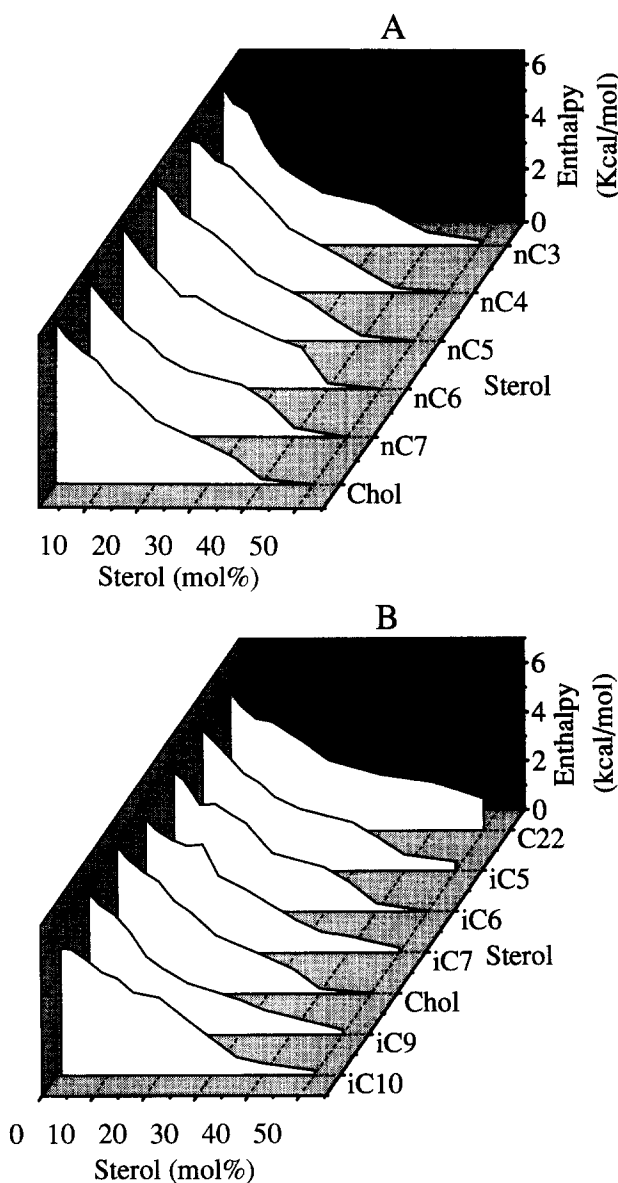 A
6
4
2
0
Enthalpy
(Kcal/mol)
nC3
nC4
nC5
nC6
nC7
Chol
Sterol
10 20 30 40 50
Sterol (mol%)
B
6
4
2
0
Enthalpy
(kcal/mol)
C22
iC5
iC6
iC7
Chol
iC9
iC10
Sterol
0 10 20 30 40 50
Sterol (mol%)